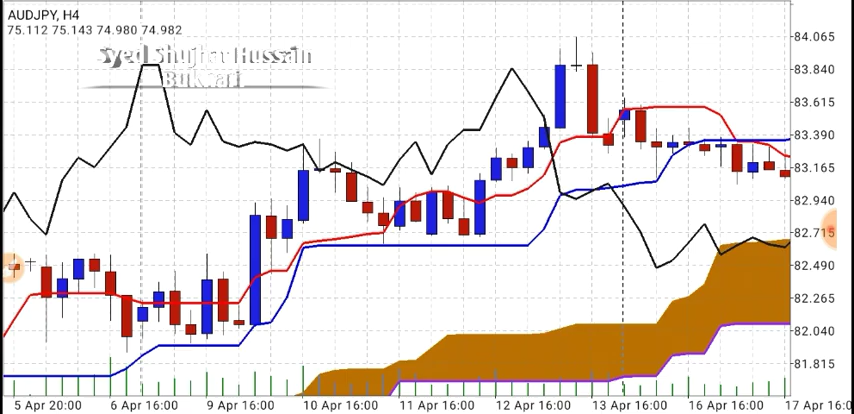 AUDJPY, H4
75.112 75.143 74.980 74.982
Syed Shujhat Hussain
Bukhari
84.065
83.840
83.615
83.390
83.165
82.940
82.715
82.490
82.265
82.040
81.815
5 Apr 20:00 6 Apr 16:00 9 Apr 16:00 10 Apr 16:00 11 Apr 16:00 12 Apr 16:00 13 Apr 16:00 16 Apr 16:00 17 Apr 16:0